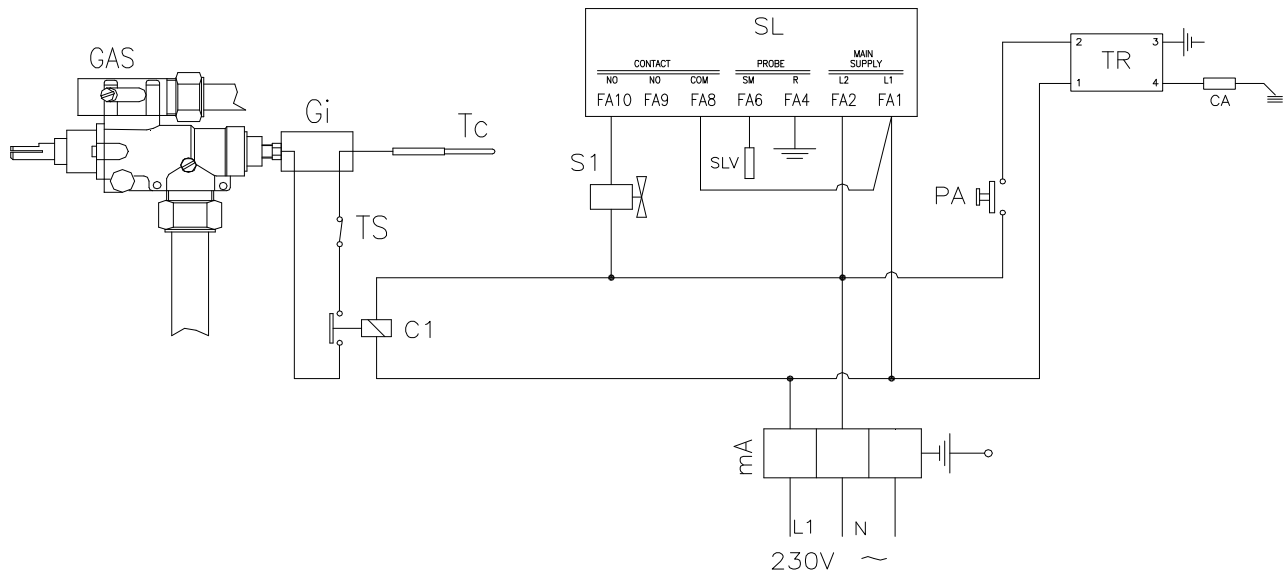 GAS
Gi
Tc
TS
C1
SL
CONTACT
PROBE
MAIN
SUPPLY
NO NO COM SM R L2 L1
FA10 FA9 FA8 FA6 FA4 FA2 FA1
S1
SLV
PA
2 TR 3
1 4
CA
mA
L1 N
230V ~